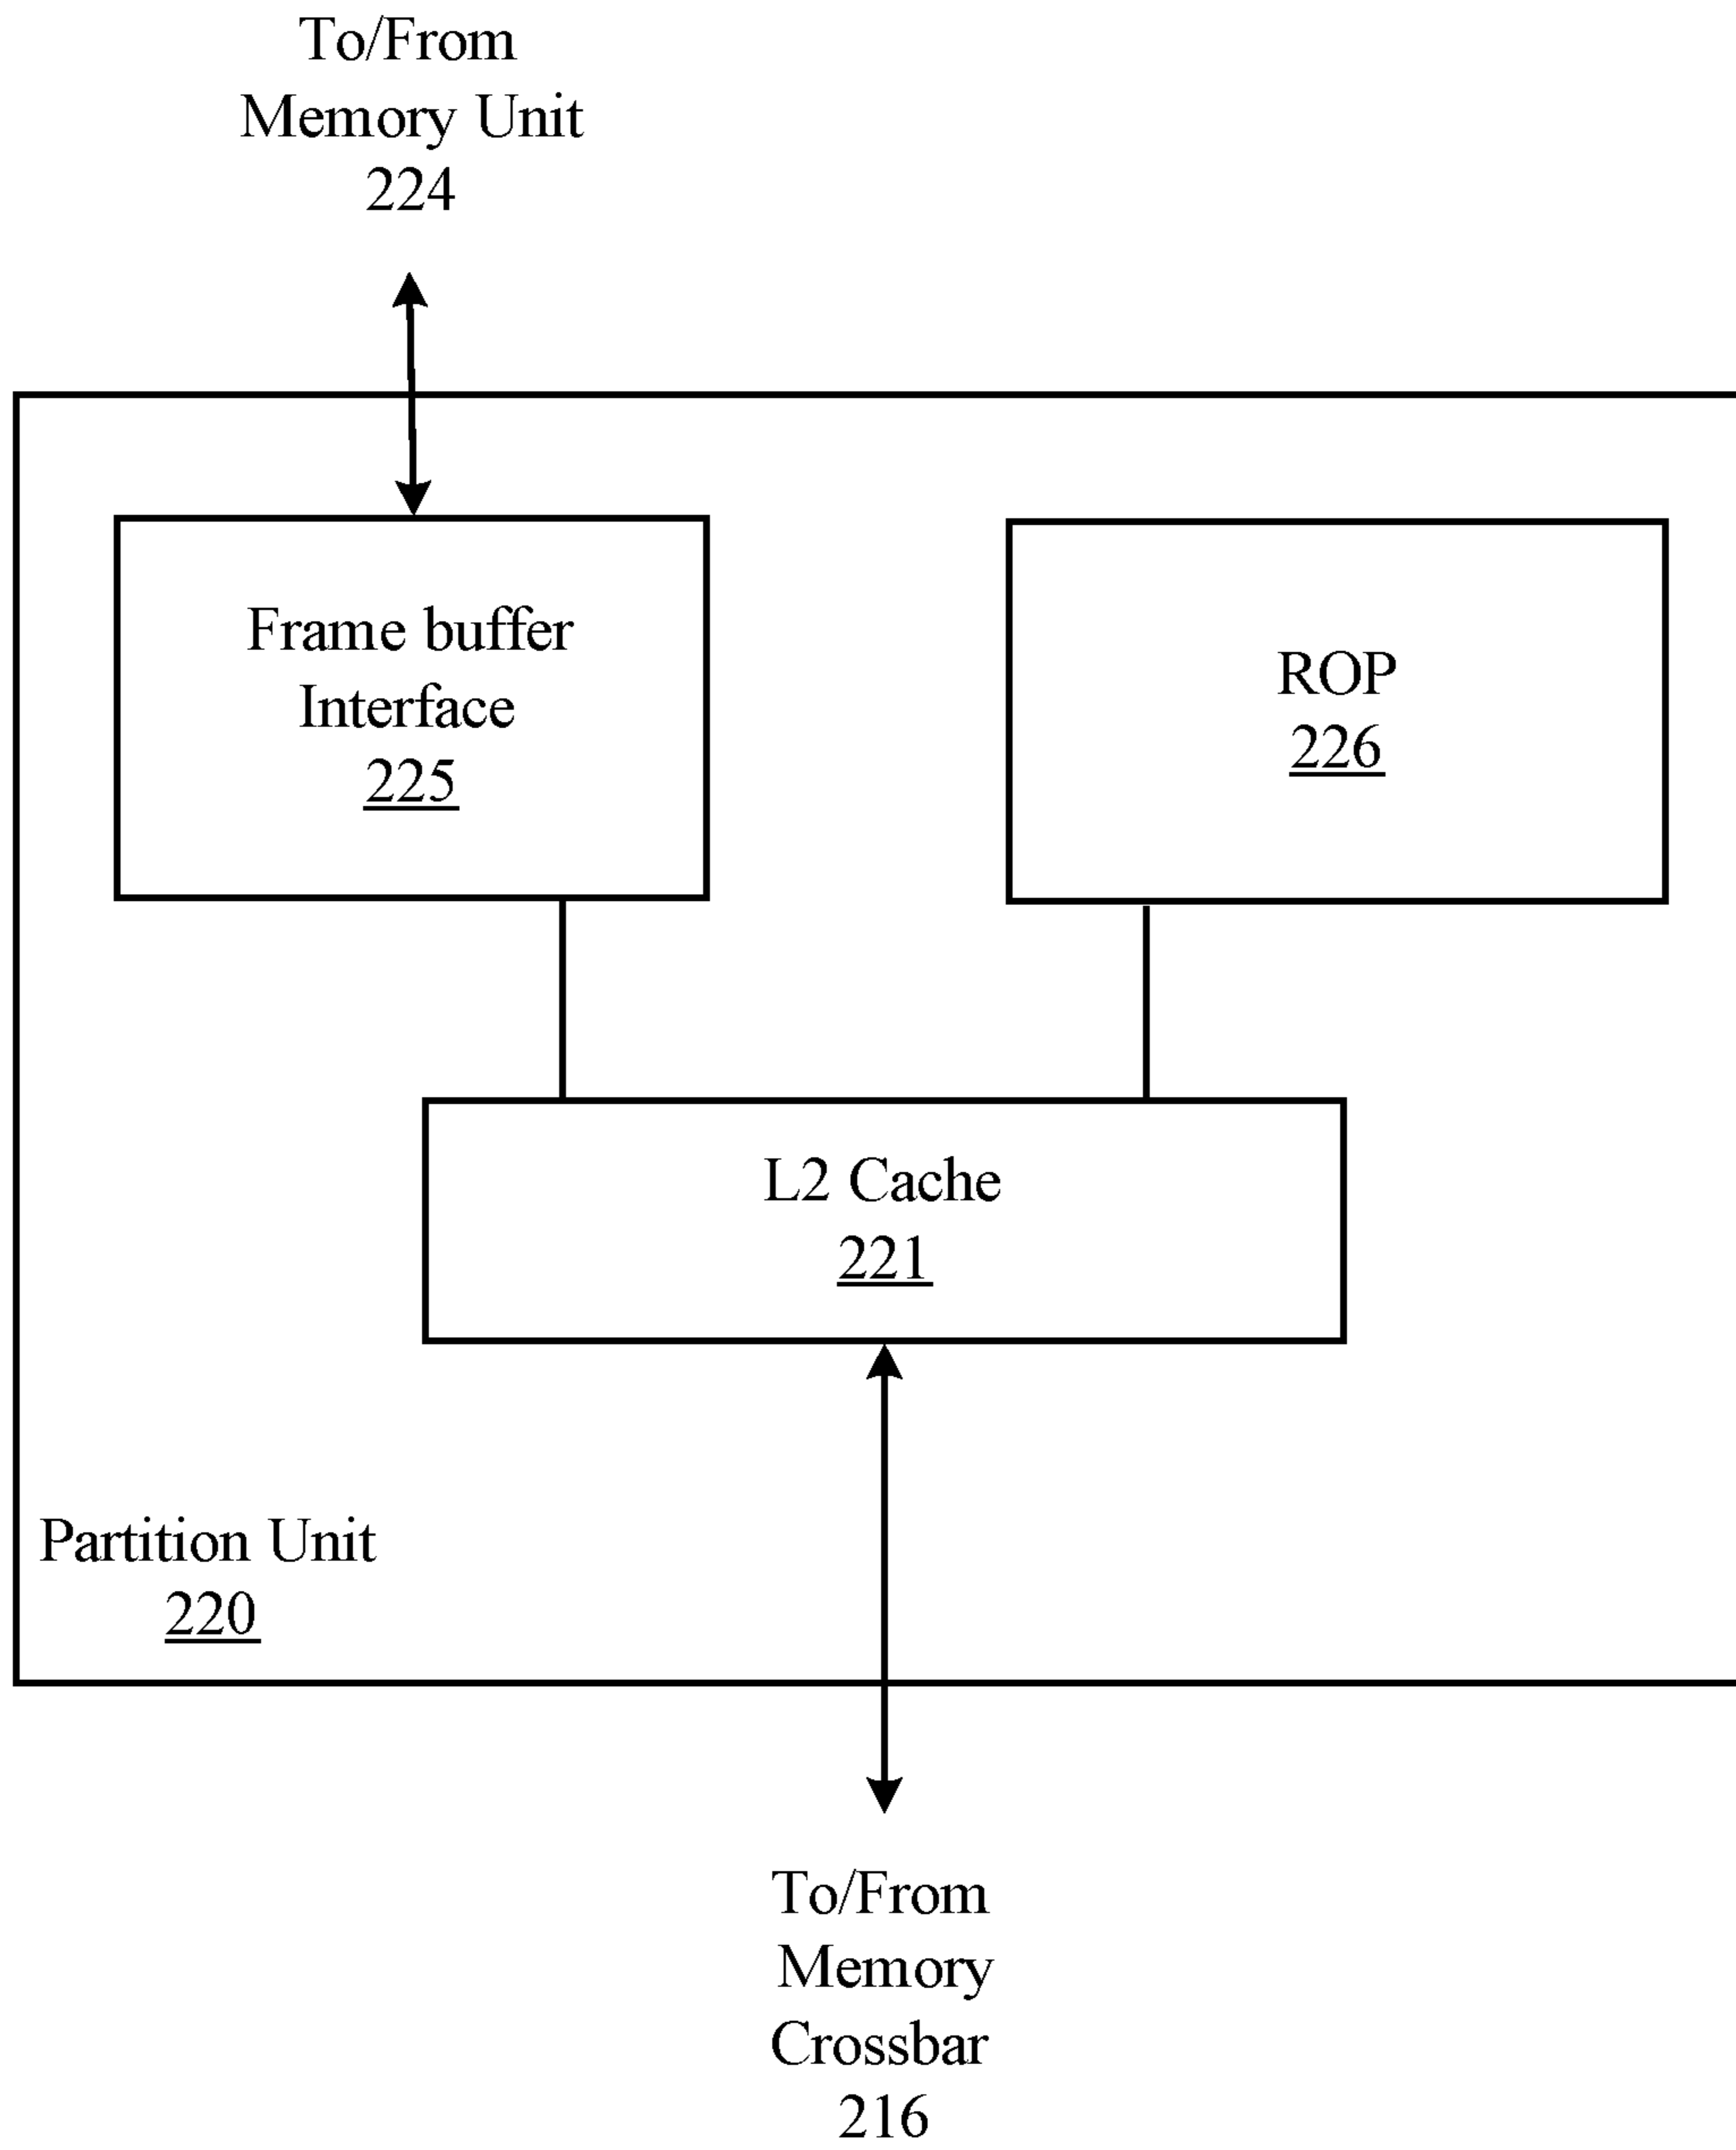 To/From
Memory Unit
224
Frame buffer
Interface
225
ROP
226
L2 Cache
221
Partition Unit
220
To/From
Memory
Crossbar
216